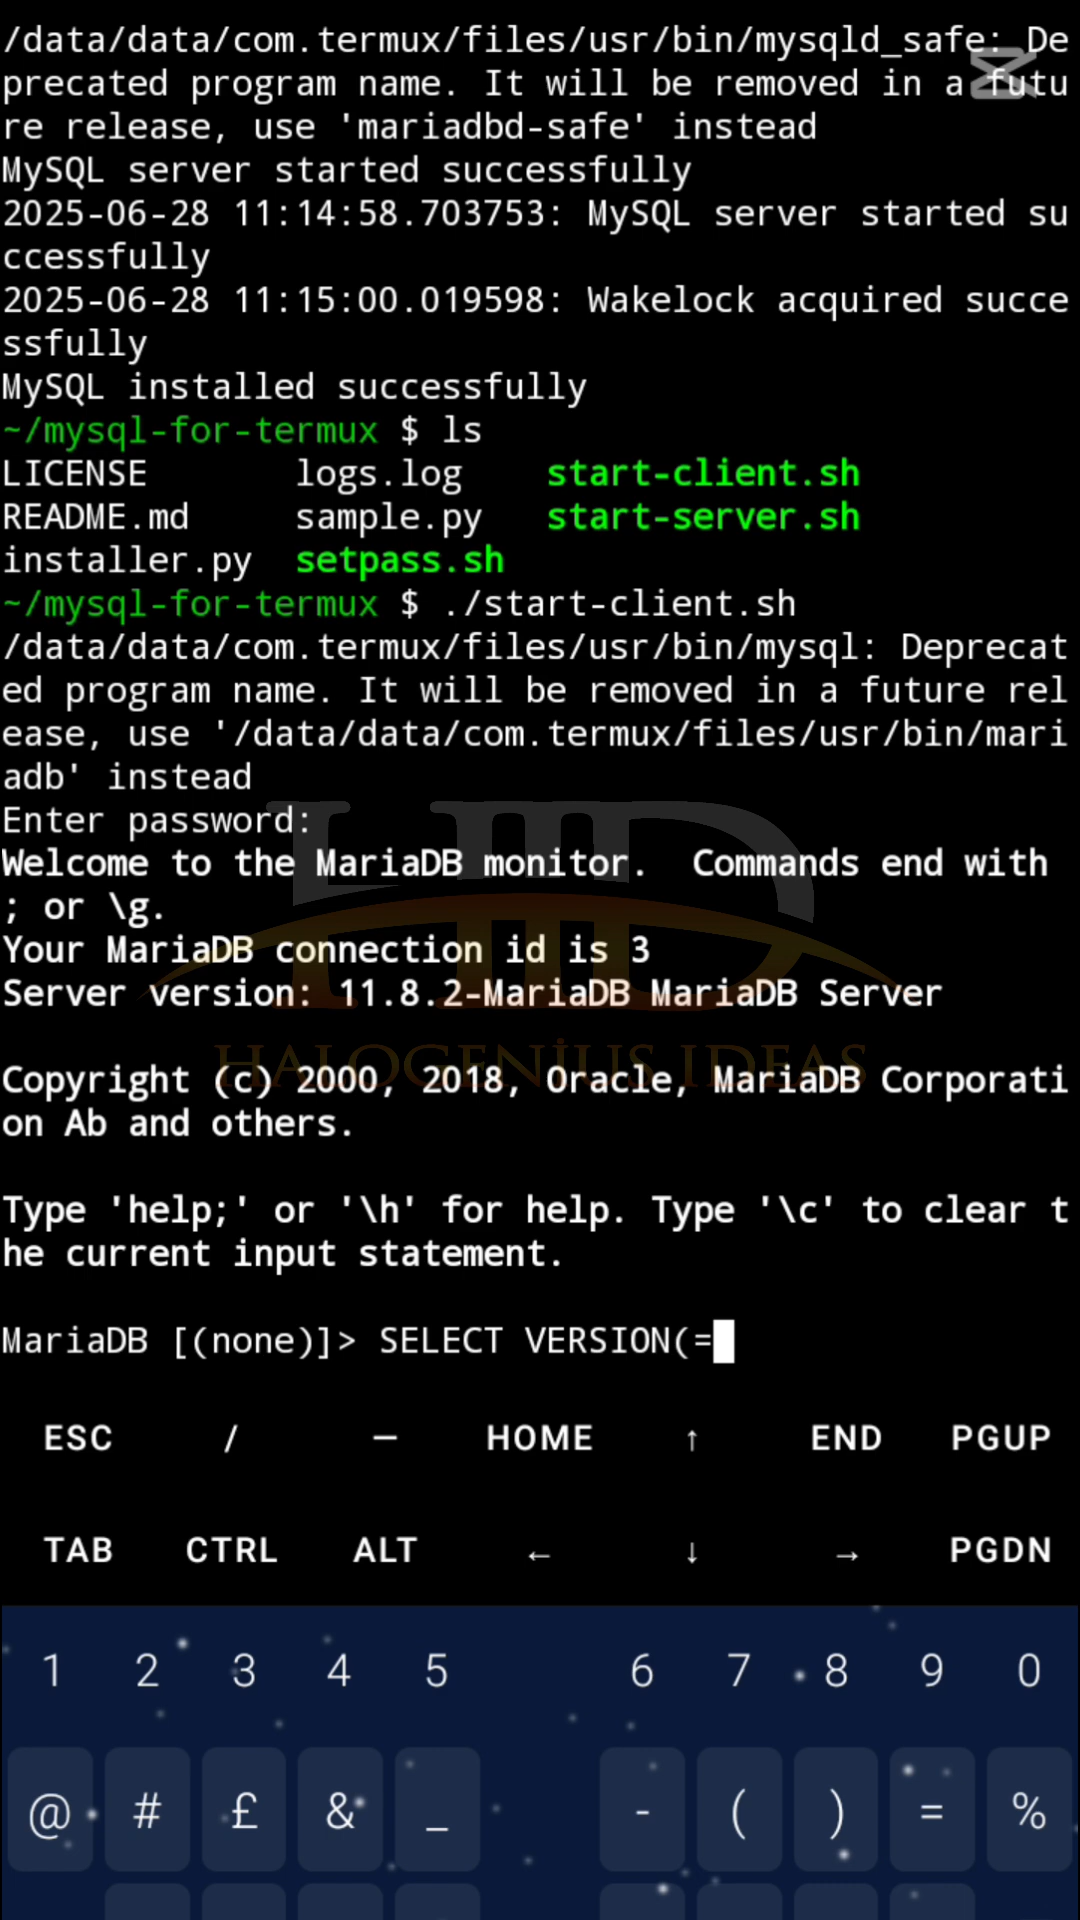 /data/data/com.termux/files/usr/bin/mysqld_safe: De
precated program name. It will be removed in a futu
re release, use 'mariadbd-safe' instead
MySQL server started successfully
2025-06-28 11:14:58.703753: MySQL server started su
ccessfully
2025-06-28 11:15:00.019598: Wakelock acquired succe
ssfully
MySQL installed successfully
~/mysql-for-termux $ ls
LICENSE logs.log start-client.sh
README.md sample.py start-server.sh
installer.py setpass.sh
~/mysql-for-termux $ ./start-client.sh
/data/data/com.termux/files/usr/bin/mysql: Deprecat
ed program name. It will be removed in a future rel
ease, use '/data/data/com.termux/files/usr/bin/mari
adb' instead
Enter password:
Welcome to the MariaDB monitor.  Commands end with
; or \g.
Your MariaDB connection id is 3
Server version: 11.8.2-MariaDB MariaDB Server
HALOGENİUS IDEAS
Copyright (c) 2000, 2018, Oracle, MariaDB Corporati
on Ab and others.
Type 'help;' or '\h' for help. Type '\c' to clear t
he current input statement.
MariaDB [(none)]> SELECT VERSION(=
ESC / — HOME ↑ END PGUP
TAB CTRL ALT ← ↓ → PGDN
1 2 3 4 5 6 7 8 9 0
@ # £ & _ - ( ) = %